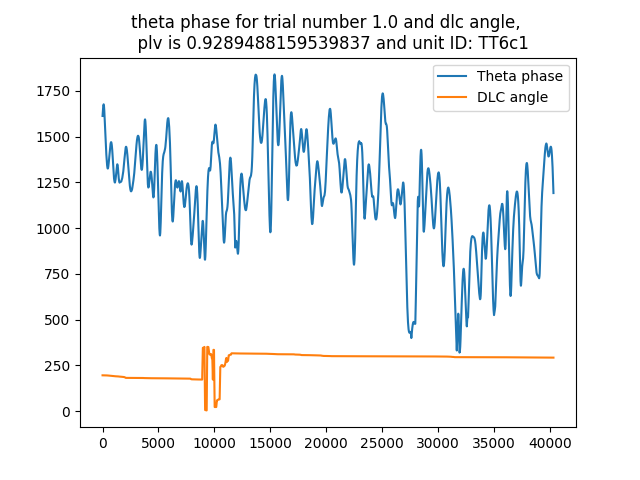 theta phase for trial number 1.0 and dlc angle,
plv is 0.9289488159539837 and unit ID: TT6c1
Theta phase
DLC angle
1750
1500
1250
1000
750
500
250
0
0 5000 10000 15000 20000 25000 30000 35000 40000